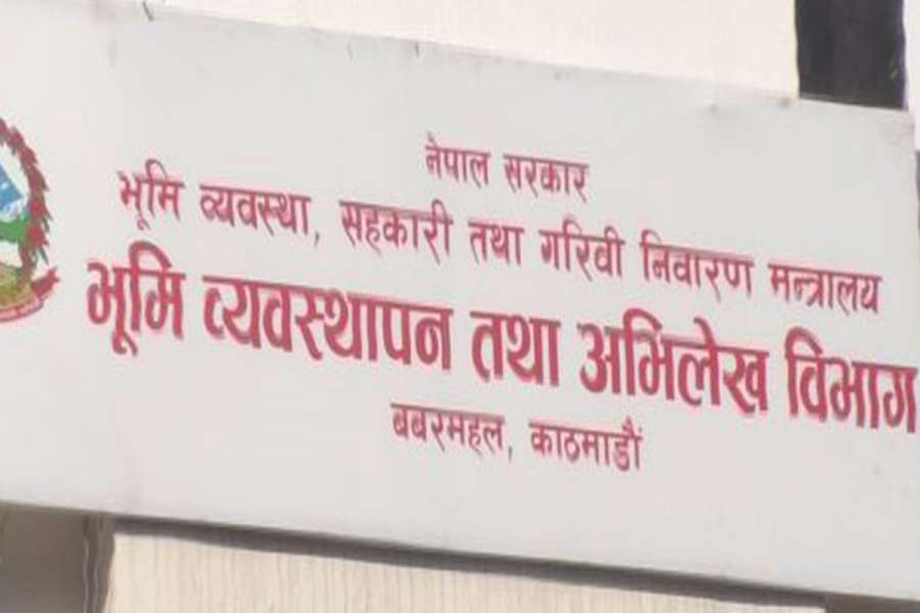 नेपाल सरकार
भूमि व्यवस्था, सहकारी तथा गरिवी निवारण मन्त्रालय
भूमि व्यवस्थापन तथा अभिलेख विभाग
बबरमहल, काठमाडौं